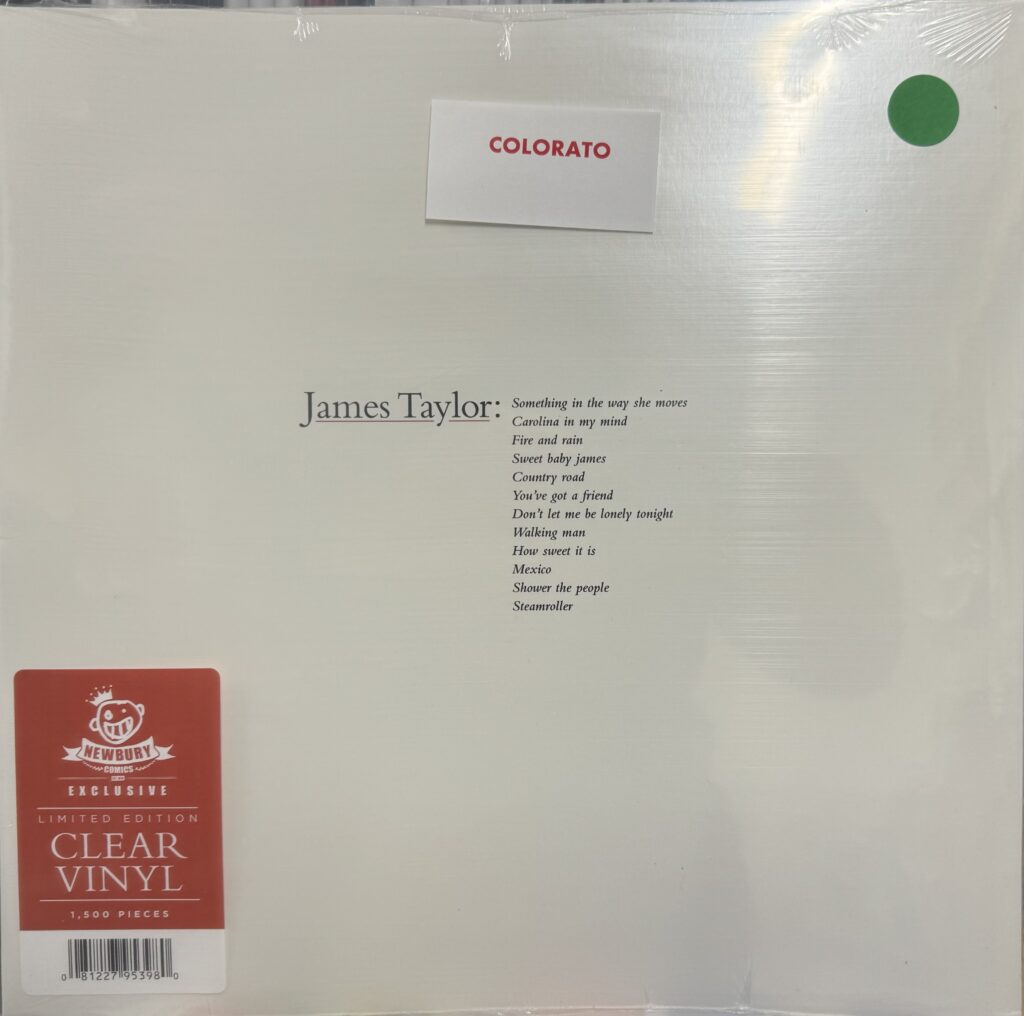 COLORATO
James Taylor:
Something in the way she moves
Carolina in my mind
Fire and rain
Sweet baby james
Country road
You've got a friend
Don't let me be lonely tonight
Walking man
How sweet it is
Mexico
Shower the people
Steamroller
NEWBURY
COMICS
EXCLUSIVE
LIMITED EDITION
CLEAR
VINYL
1,500 PIECES
0 81227 95398 0